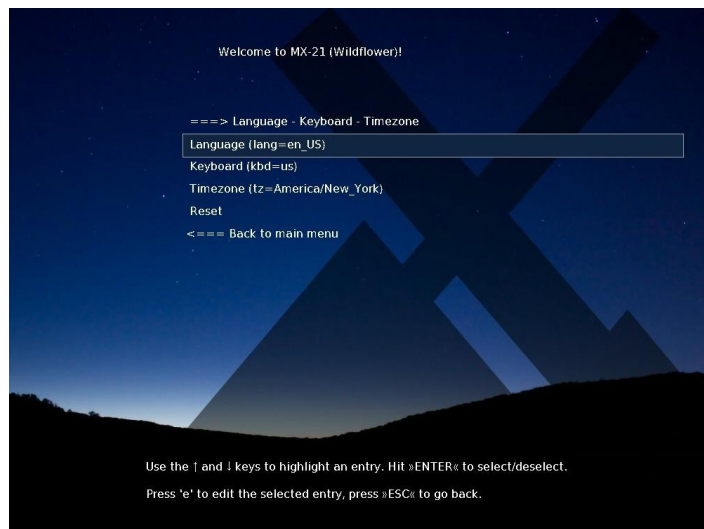 Welcome to MX-21 (Wildflower)!
===> Language - Keyboard - Timezone
Language (lang=en_US)
Keyboard (kbd=us)
Timezone (tz=America/New_York)
Reset
<=== Back to main menu
Use the ↑ and ↓ keys to highlight an entry. Hit »ENTER« to select/deselect.
Press 'e' to edit the selected entry, press »ESC« to go back.